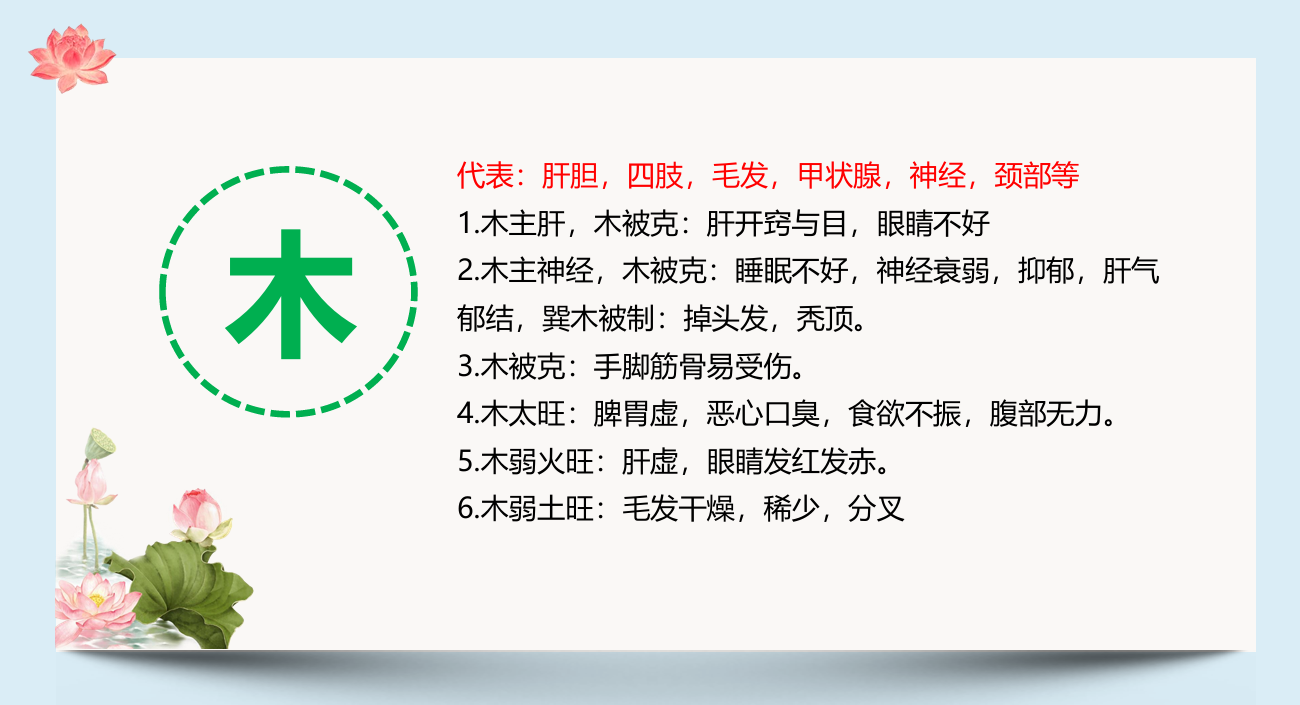 木
代表：肝胆，四肢，毛发，甲状腺，神经，颈部等
1.木主肝，木被克：肝开窍与目，眼睛不好
2.木主神经，木被克：睡眠不好，神经衰弱，抑郁，肝气
郁结，巽木被制：掉头发，秃顶。
3.木被克：手脚筋骨易受伤。
4.木太旺：脾胃虚，恶心口臭，食欲不振，腹部无力。
5.木弱火旺：肝虚，眼睛发红发赤。
6.木弱土旺：毛发干燥，稀少，分叉